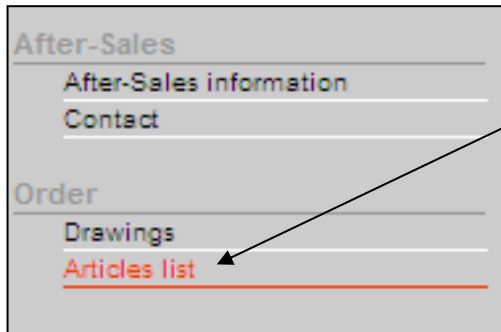 After-Sales
After-Sales information
Contact
Order
Drawings
Articles list